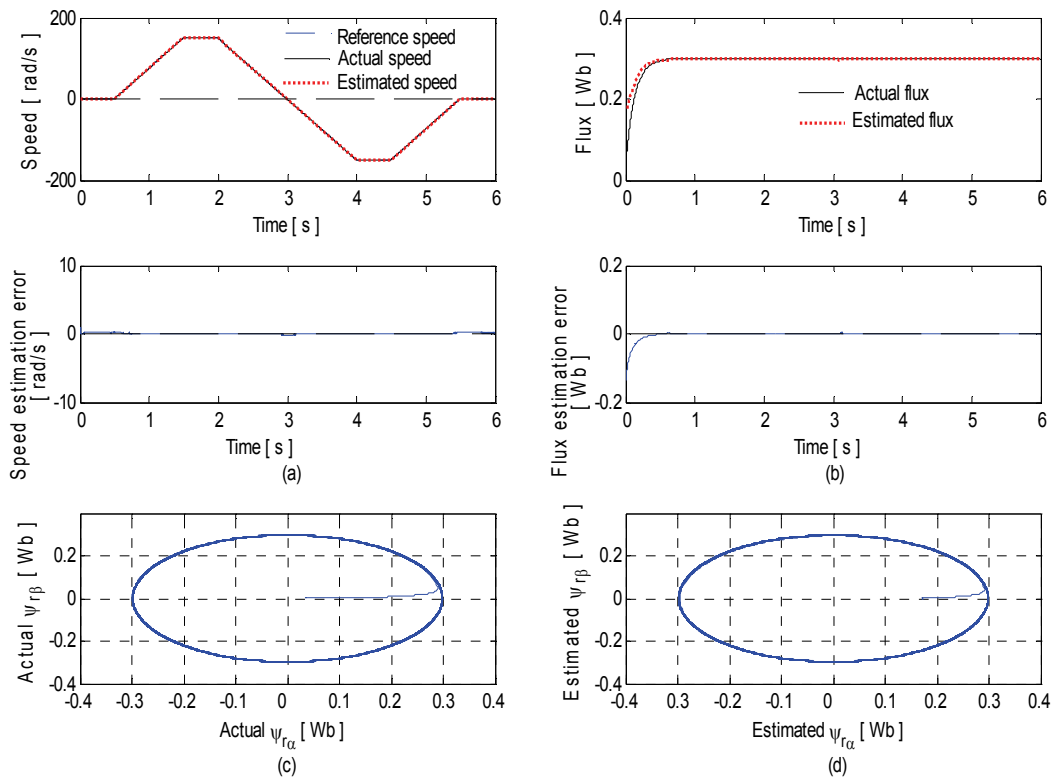 Speed [ rad/s]
200
0
-200
Reference speed
Actual speed
Estimated speed
0 1 2 3 4 5 6
Time [ s ]
Flux [ Wb ]
0.4
0.2
0
Actual flux
Estimated flux
0 1 2 3 4 5 6
Time [ s ]
Speed estimation error
[ rad/s]
10
0
-10
0 1 2 3 4 5 6
Time [ s ]
(a)
Flux estimation error
[ Wb ]
0.2
0
-0.2
0 1 2 3 4 5 6
Time [ s ]
(b)
Actual ψrβ [ Wb ]
0.2
0
-0.2
-0.4
-0.4 -0.3 -0.2 -0.1 0 0.1 0.2 0.3 0.4
Actual ψrα [ Wb ]
(c)
Estimated ψrβ [ Wb ]
0.2
0
-0.2
-0.4
-0.4 -0.3 -0.2 -0.1 0 0.1 0.2 0.3 0.4
Estimated ψrα [ Wb ]
(d)